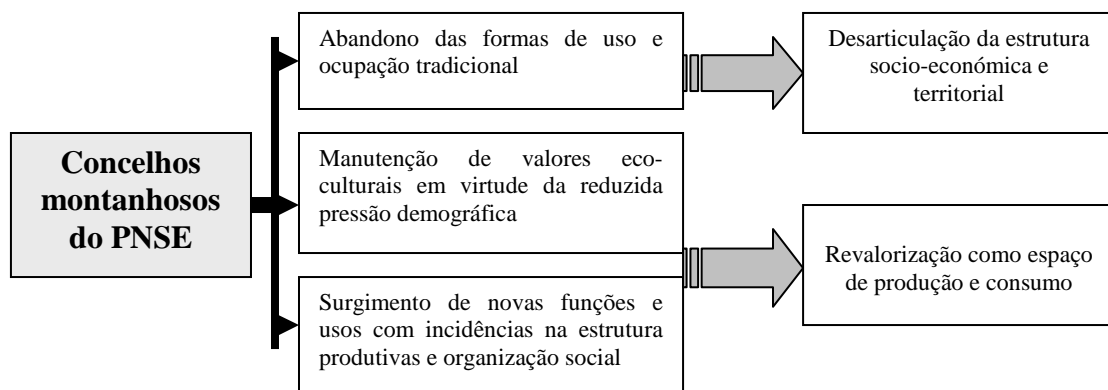 Concelhos
montanhosos
do PNSE
Abandono das formas de uso e
ocupação tradicional
Manutenção de valores eco-
culturais em virtude da reduzida
pressão demográfica
Surgimento de novas funções e
usos com incidências na estrutura
produtivas e organização social
Desarticulação da estrutura
socio-económica e
territorial
Revalorização como espaço
de produção e consumo